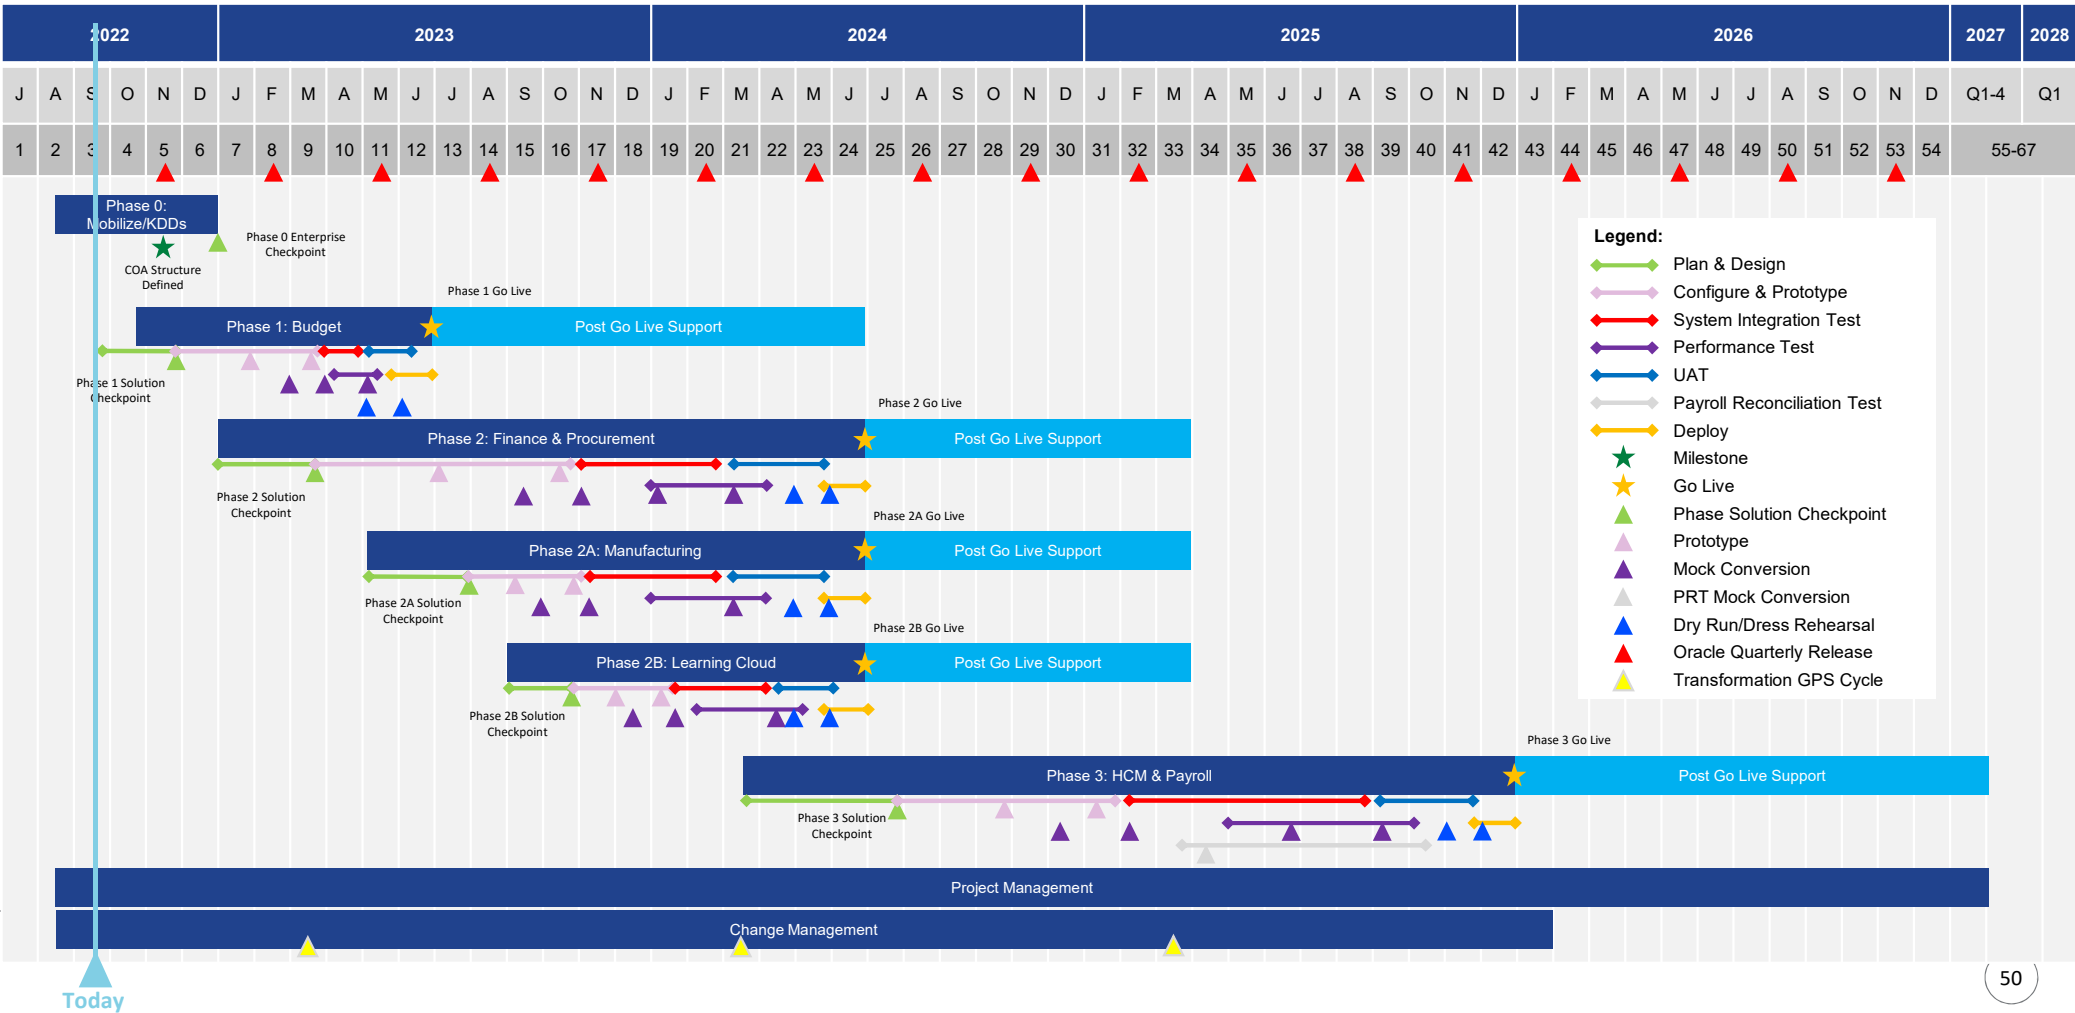 2022 2023 2024 2025 2026 2027 2028
J A S O N D J F M A M J J A S O N D J F M A M J J A S O N D J F M A M J J A S O N D J F M A M J J A S O N D Q1-4 Q1
1 2 3 4 5 6 7 8 9 10 11 12 13 14 15 16 17 18 19 20 21 22 23 24 25 26 27 28 29 30 31 32 33 34 35 36 37 38 39 40 41 42 43 44 45 46 47 48 49 50 51 52 53 54 55-67
Phase 0:
Mobilize/KDDs
Phase 0 Enterprise
Checkpoint
COA Structure
Defined
Phase 1 Go Live
Phase 1: Budget
Post Go Live Support
Phase 1 Solution
Checkpoint
Phase 2 Go Live
Phase 2: Finance & Procurement
Post Go Live Support
Phase 2 Solution
Checkpoint
Phase 2A Go Live
Phase 2A: Manufacturing
Post Go Live Support
Phase 2A Solution
Checkpoint
Phase 2B Go Live
Phase 2B: Learning Cloud
Post Go Live Support
Phase 2B Solution
Checkpoint
Phase 3 Go Live
Phase 3: HCM & Payroll
Post Go Live Support
Phase 3 Solution
Checkpoint
Project Management
Change Management
Today
Legend:
Plan & Design
Configure & Prototype
System Integration Test
Performance Test
UAT
Payroll Reconciliation Test
Deploy
Milestone
Go Live
Phase Solution Checkpoint
Prototype
Mock Conversion
PRT Mock Conversion
Dry Run/Dress Rehearsal
Oracle Quarterly Release
Transformation GPS Cycle
50